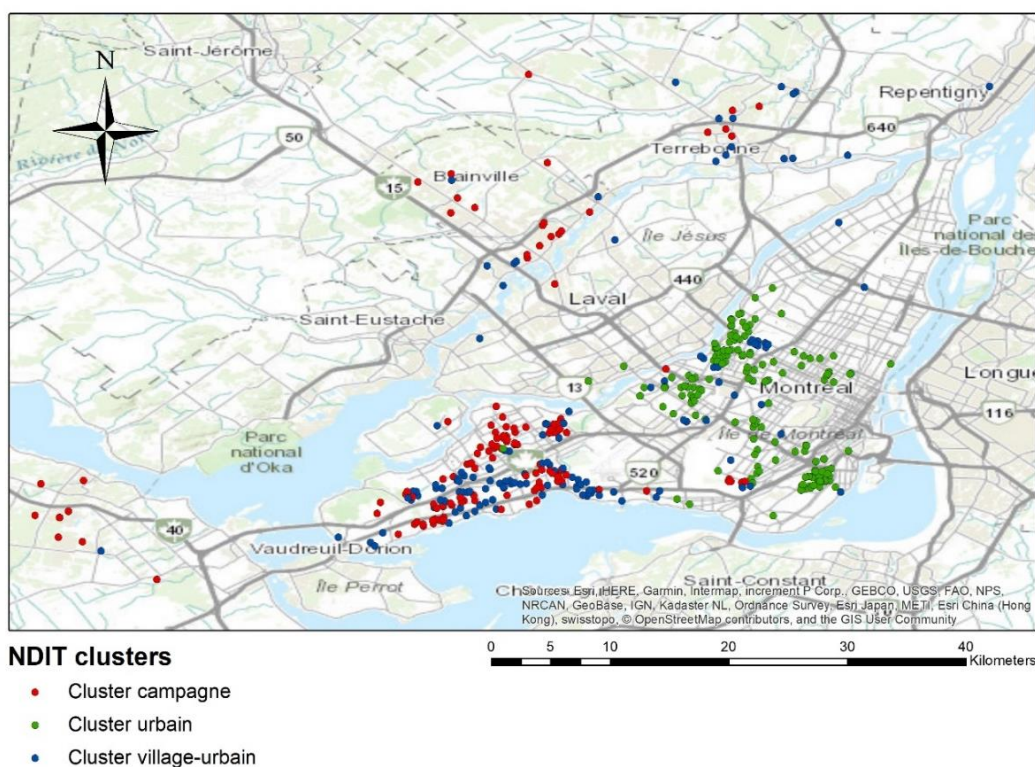 Saint-Jérôme
N
Repentigny
50
640
Terrebonne
15
Blainville
Parc
national des
Îles-de-Bouche
Île Jésus
440
Laval
Saint-Eustache
13
Montréal
Longue
116
Parc
national
d'Oka
Île de Montréal
520
40
Vaudreuil-Dorion
Île Perrot
Saint-Constant
Sources: Esri, HERE, Garmin, Intermap, increment P Corp., GEBCO, USGS, FAO, NPS,
NRCAN, GeoBase, IGN, Kadaster NL, Ordnance Survey, Esri Japan, METI, Esri China (Hong
Kong), swisstopo, © OpenStreetMap contributors, and the GIS User Community
NDIT clusters
0 5 10 20 30 40
Kilometers
Cluster campagne
Cluster urbain
Cluster village-urbain